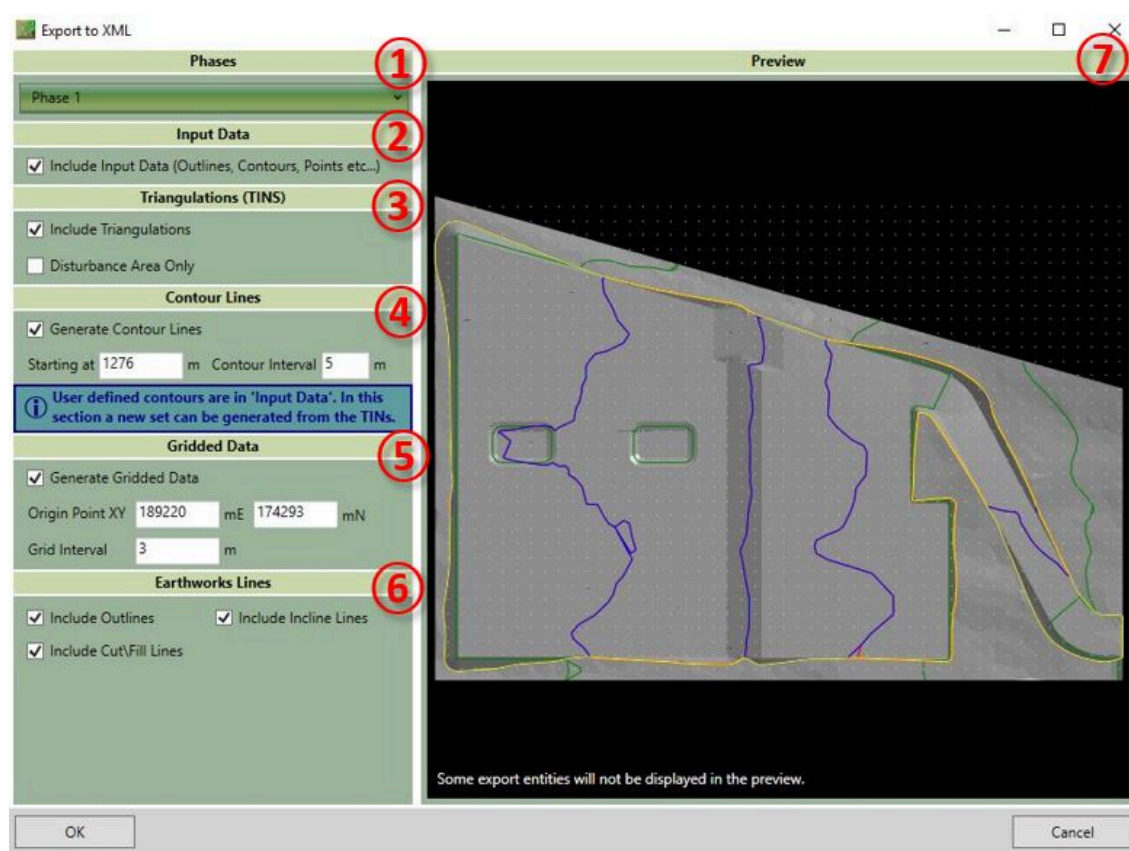 Export to XML
Phases
1
Phase 1
Input Data
2
Include Input Data (Outlines, Contours, Points etc...)
Triangulations (TINS)
3
Include Triangulations
Disturbance Area Only
Contour Lines
4
Generate Contour Lines
Starting at 1276 m Contour Interval 5 m
User defined contours are in 'Input Data'. In this
section a new set can be generated from the TINs.
Gridded Data
5
Generate Gridded Data
Origin Point XY 189220 mE 174293 mN
Grid Interval 3 m
Earthworks Lines
6
Include Outlines Include Incline Lines
Include Cut\Fill Lines
Preview
7
Some export entities will not be displayed in the preview.
OK
Cancel